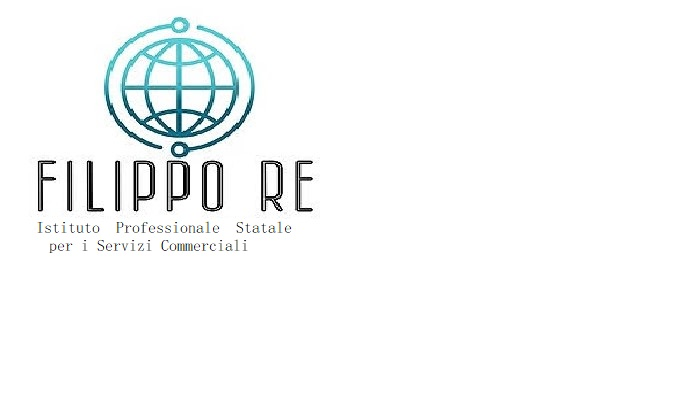 FILIPPO RE
Istituto Professionale Statale
per i Servizi Commerciali